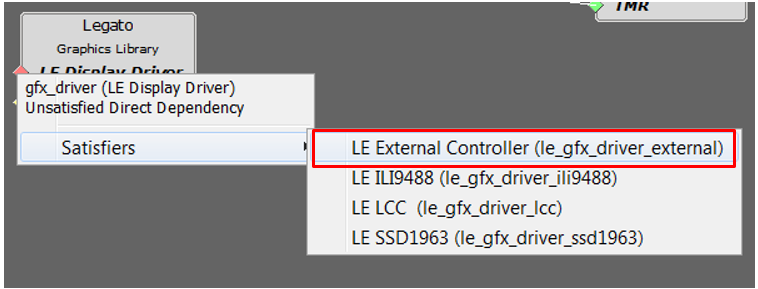 Legato
Graphics Library
LE Display Driver
TMR
gfx_driver (LE Display Driver)
Unsatisfied Direct Dependency
Satisfiers
LE External Controller (le_gfx_driver_external)
LE ILI9488 (le_gfx_driver_ili9488)
LE LCC (le_gfx_driver_lcc)
LE SSD1963 (le_gfx_driver_ssd1963)